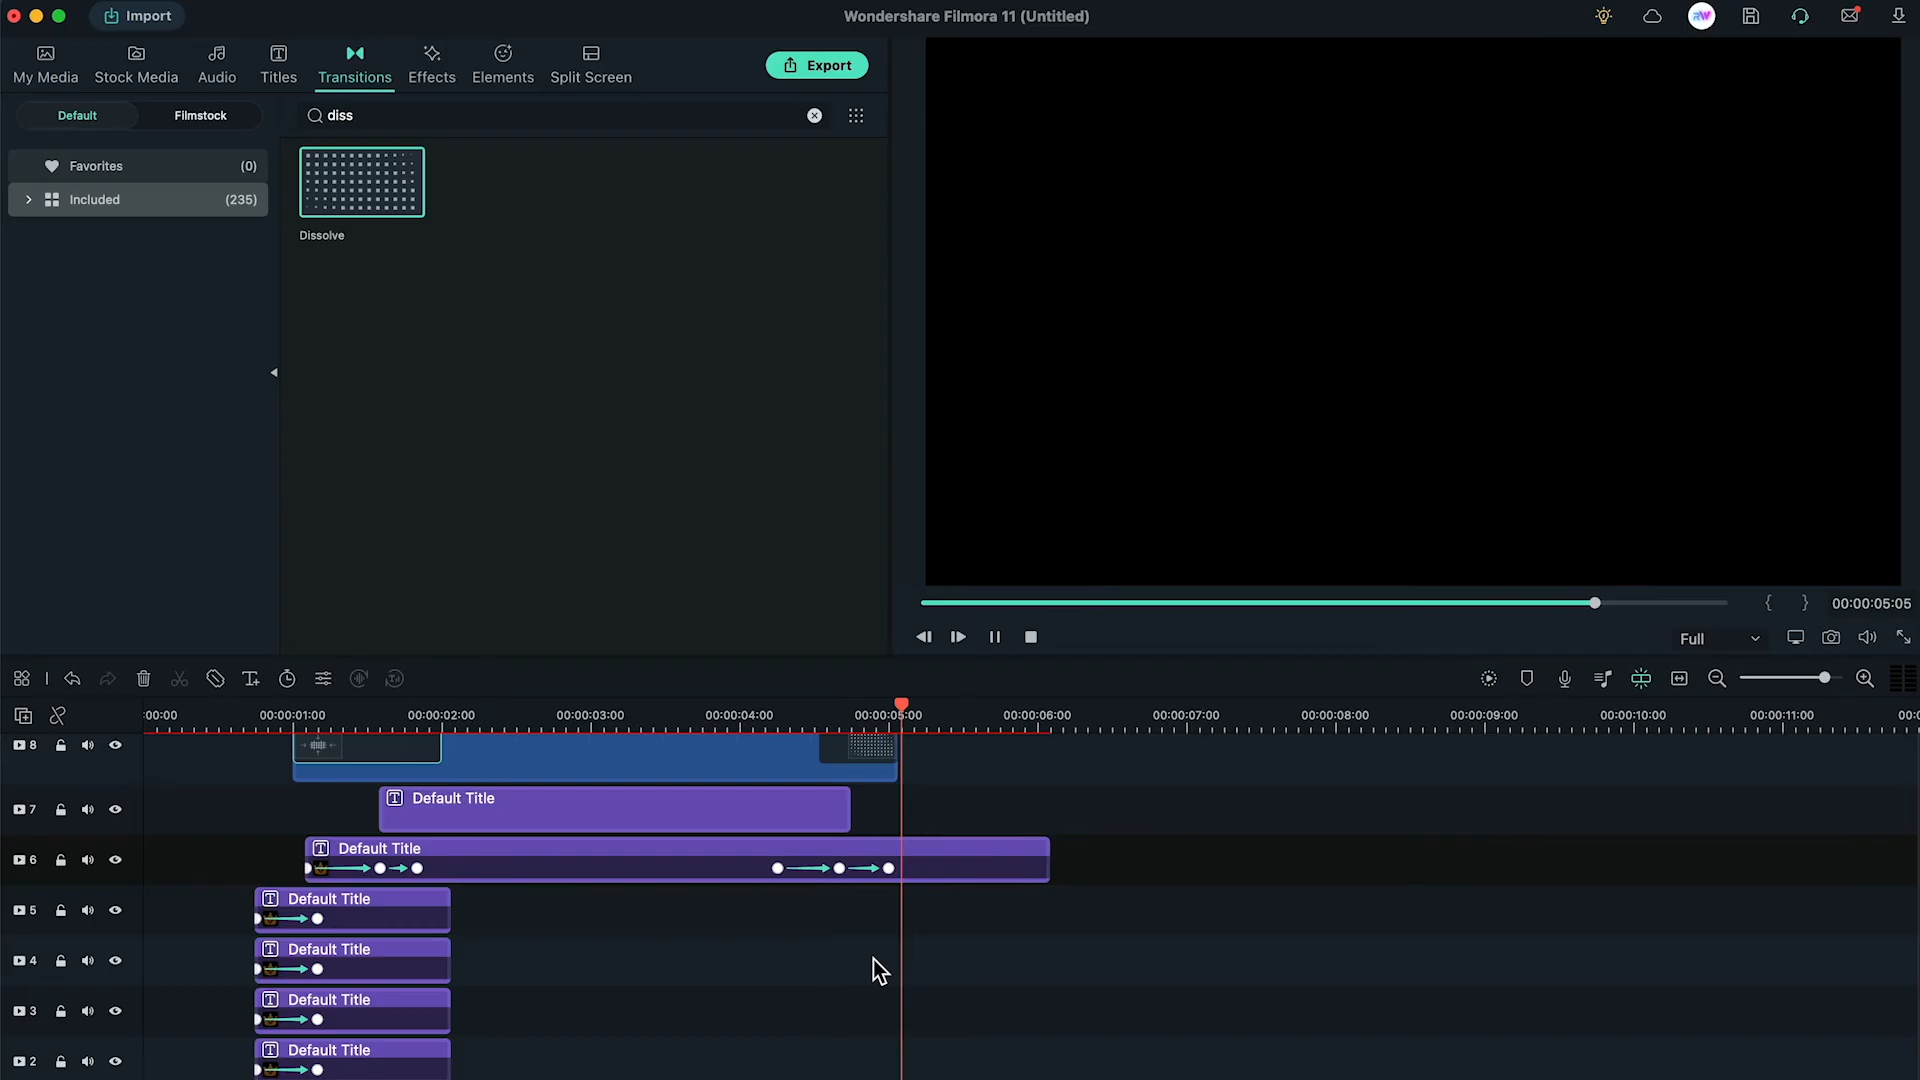 Import
Wondershare Filmora 11 (Untitled)
RW
My Media
Stock Media
Audio
Titles
Transitions
Effects
Elements
Split Screen
Export
Default
Filmstock
diss
Favorites (0)
Included (235)
Dissolve
00:00:05:05
Full
:00:00
00:00:01:00
00:00:02:00
00:00:03:00
00:00:04:00
00:00:05:00
00:00:06:00
00:00:07:00
00:00:08:00
00:00:09:00
00:00:10:00
00:00:11:00
00:0
8
7
T Default Title
6
T Default Title
5
T Default Title
4
T Default Title
3
T Default Title
2
T Default Title